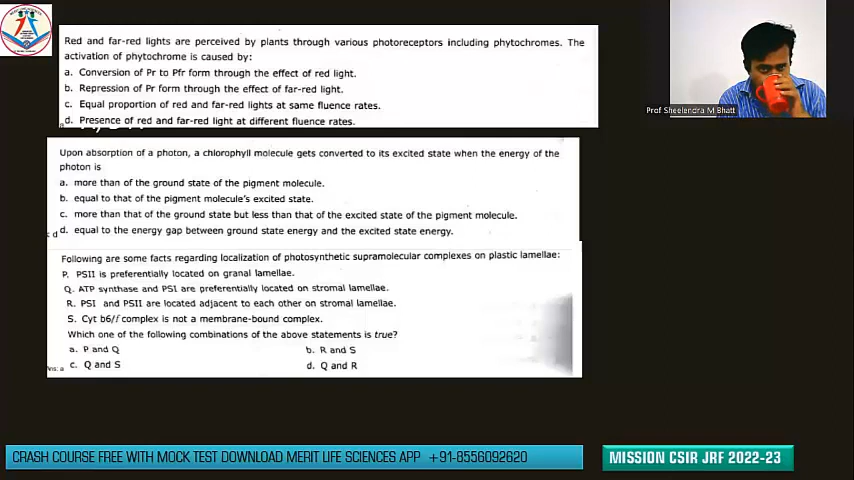 Red and far-red lights are perceived by plants through various photoreceptors including phytochromes. The
activation of phytochrome is caused by:
a. Conversion of Pr to Pfr form through the effect of red light.
b. Repression of Pr form through the effect of far-red light.
c. Equal proportion of red and far-red lights at same fluence rates.
d. Presence of red and far-red light at different fluence rates.
Prof Sheelendra M Bhatt
Upon absorption of a photon, a chlorophyll molecule gets converted to its excited state when the energy of the
photon is
a. more than of the ground state of the pigment molecule.
b. equal to that of the pigment molecule's excited state.
c. more than that of the ground state but less than that of the excited state of the pigment molecule.
d. equal to the energy gap between ground state energy and the excited state energy.
Following are some facts regarding localization of photosynthetic supramolecular complexes on plastic lamellae:
P. PSII is preferentially located on granal lamellae.
Q. ATP synthase and PSI are preferentially located on stromal lamellae.
R. PSI and PSII are located adjacent to each other on stromal lamellae.
S. Cyt b6/f complex is not a membrane-bound complex.
Which one of the following combinations of the above statements is true?
a. P and Q b. R and S
c. Q and S d. Q and R
CRASH COURSE FREE WITH MOCK TEST DOWNLOAD MERIT LIFE SCIENCES APP +91-8556092620
MISSION CSIR JRF 2022-23